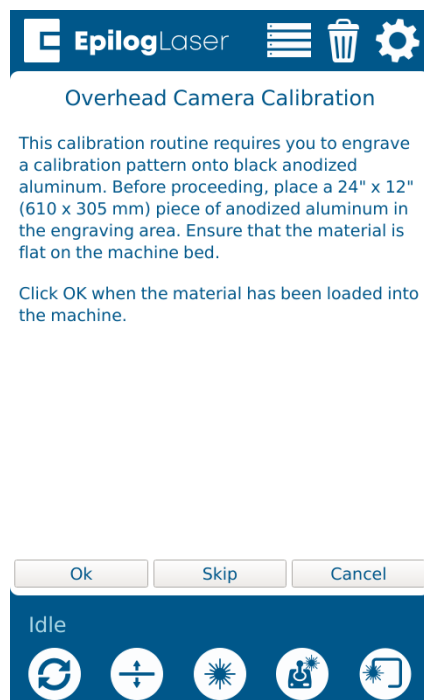 EpilogLaser
Overhead Camera Calibration
This calibration routine requires you to engrave
a calibration pattern onto black anodized
aluminum. Before proceeding, place a 24" x 12"
(610 x 305 mm) piece of anodized aluminum in
the engraving area. Ensure that the material is
flat on the machine bed.
Click OK when the material has been loaded into
the machine.
Ok Skip Cancel
Idle